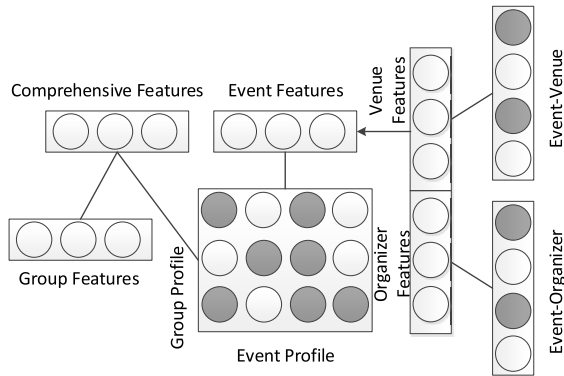 Comprehensive Features
Event Features
Venue
Features
Event-Venue
Group Features
Group Profile
Event Profile
Organizer
Features
Event-Organizer